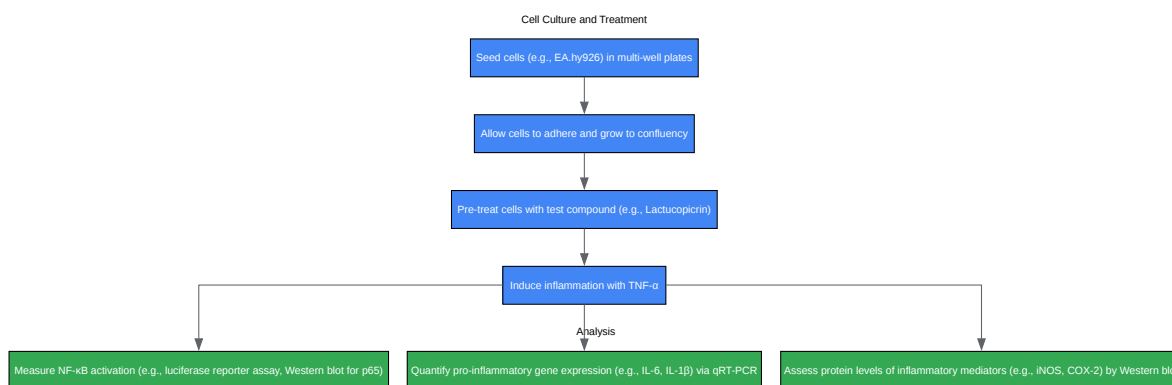 Cell Culture and Treatment
Seed cells (e.g., EA.hy926) in multi-well plates
Allow cells to adhere and grow to confluency
Pre-treat cells with test compound (e.g., Lactucopicrin)
Induce inflammation with TNF-α
Analysis
Measure NF-κB activation (e.g., luciferase reporter assay, Western blot for p65)
Quantify pro-inflammatory gene expression (e.g., IL-6, IL-1β) via qRT-PCR
Assess protein levels of inflammatory mediators (e.g., iNOS, COX-2) by Western